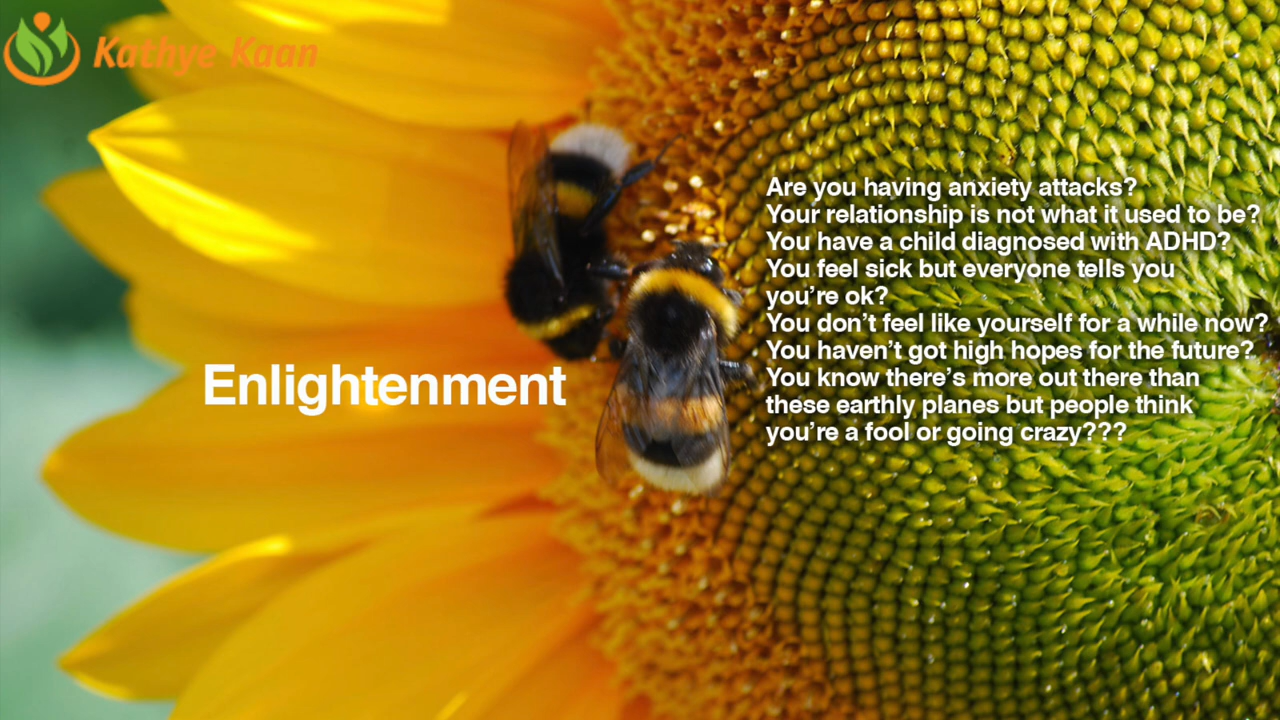 Kathye Kaan
Enlightenment
Are you having anxiety attacks?
Your relationship is not what it used to be?
You have a child diagnosed with ADHD?
You feel sick but everyone tells you
you’re ok?
You don’t feel like yourself for a while now?
You haven’t got high hopes for the future?
You know there’s more out there than
these earthly planes but people think
you’re a fool or going crazy???